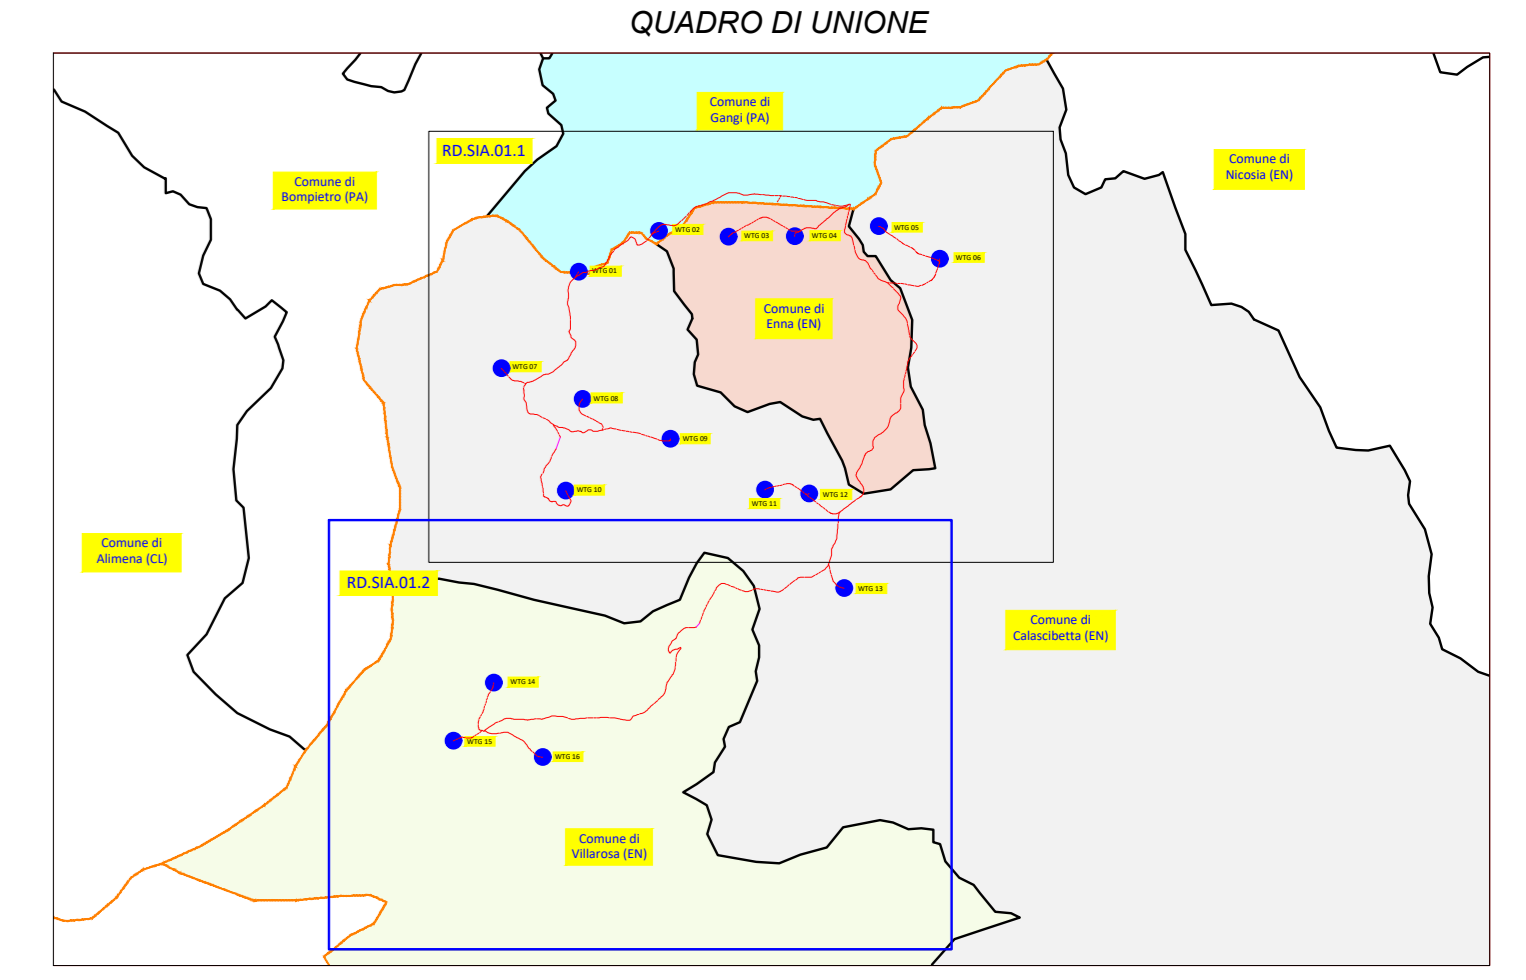 QUADRO DI UNIONE
Comune di
Gangi (PA)
RD.SIA.01.1
Comune di
Nicosia (EN)
Comune di
Bompietro (PA)
WTG 02
WTG 03
WTG 04
WTG 05
WTG 06
WTG 01
Comune di
Enna (EN)
WTG 07
WTG 08
WTG 09
WTG 10
WTG 11
WTG 12
Comune di
Alimena (CL)
RD.SIA.01.2
WTG 13
Comune di
Calascibetta (EN)
WTG 14
WTG 15
WTG 16
Comune di
Villarosa (EN)